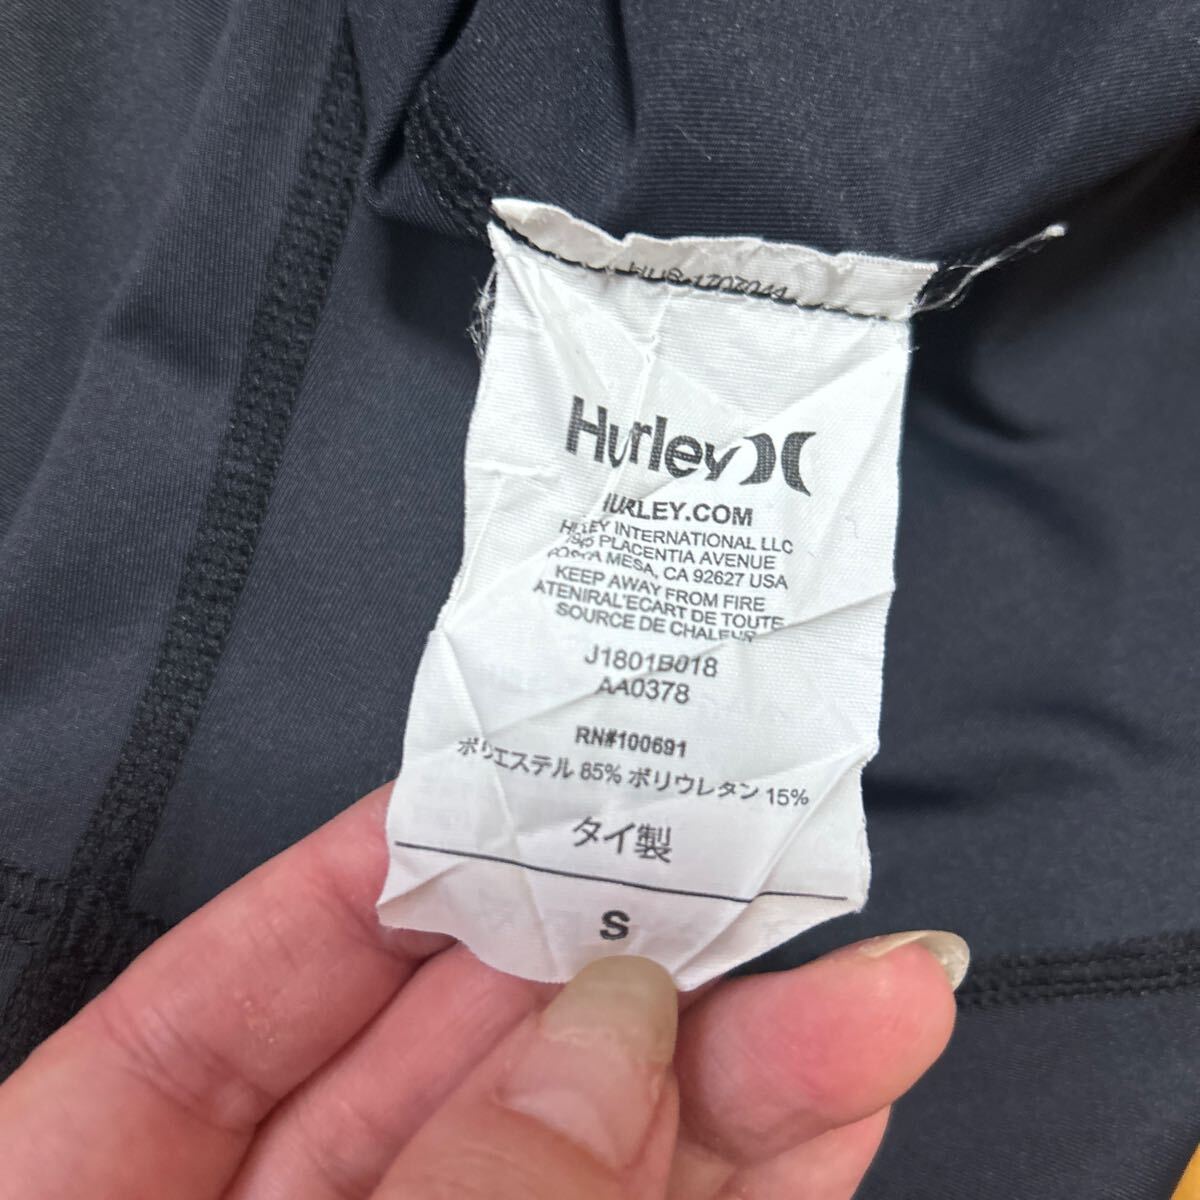 Hurley
HURLEY.COM
HURLEY INTERNATIONAL LLC
1945 PLACENTIA AVENUE
COSTA MESA, CA 92627 USA
KEEP AWAY FROM FIRE
ATENIRAL'ECART DE TOUTE
SOURCE DE CHALEUR
J1801B018
AA0378
RN#100691
ポリエステル 85% ポリウレタン 15%
タイ製
S